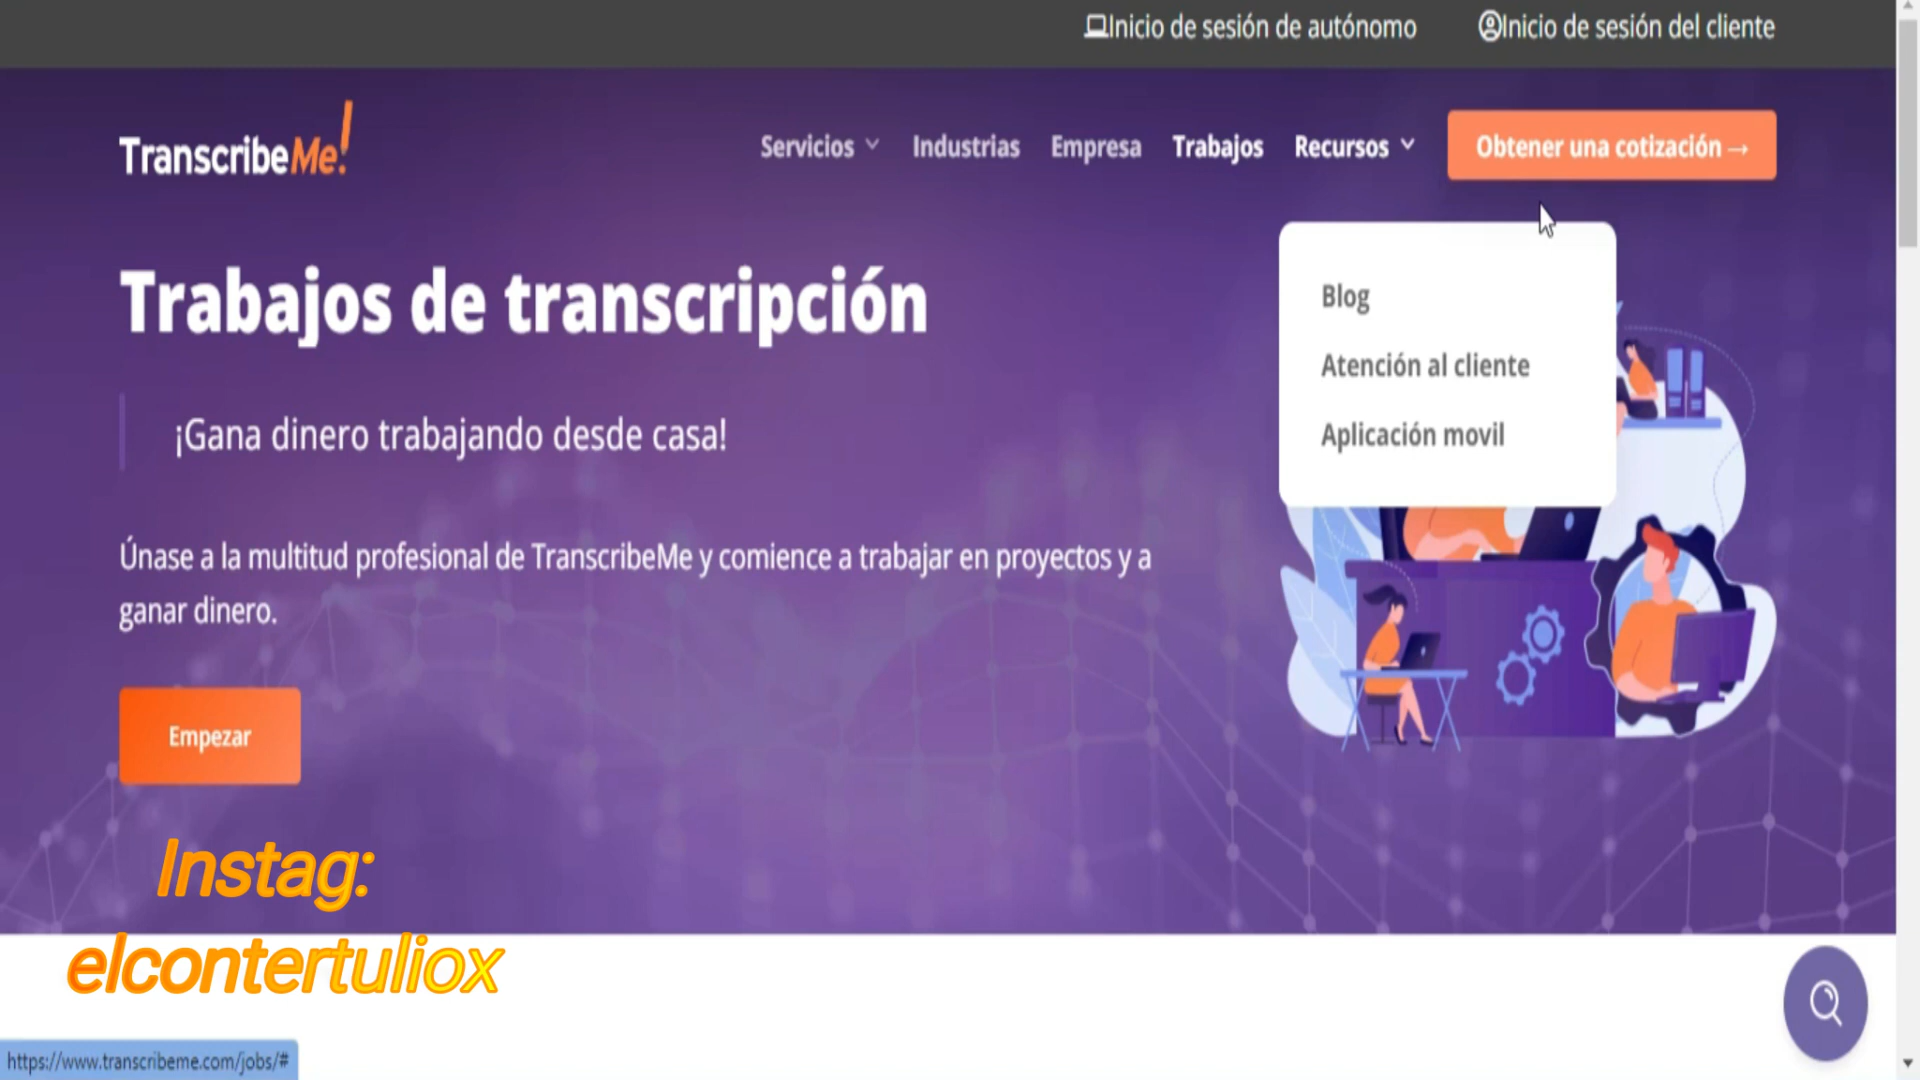 Inicio de sesión de autónomo
Inicio de sesión del cliente
TranscribeMe!
Servicios
Industrias
Empresa
Trabajos
Recursos
Obtener una cotización →
Trabajos de transcripción
Blog
Atención al cliente
Aplicación movil
¡Gana dinero trabajando desde casa!
Únase a la multitud profesional de TranscribeMe y comience a trabajar en proyectos y a
ganar dinero.
Empezar
Instag:
elcontertuliox
https://www.transcribeme.com/jobs/#